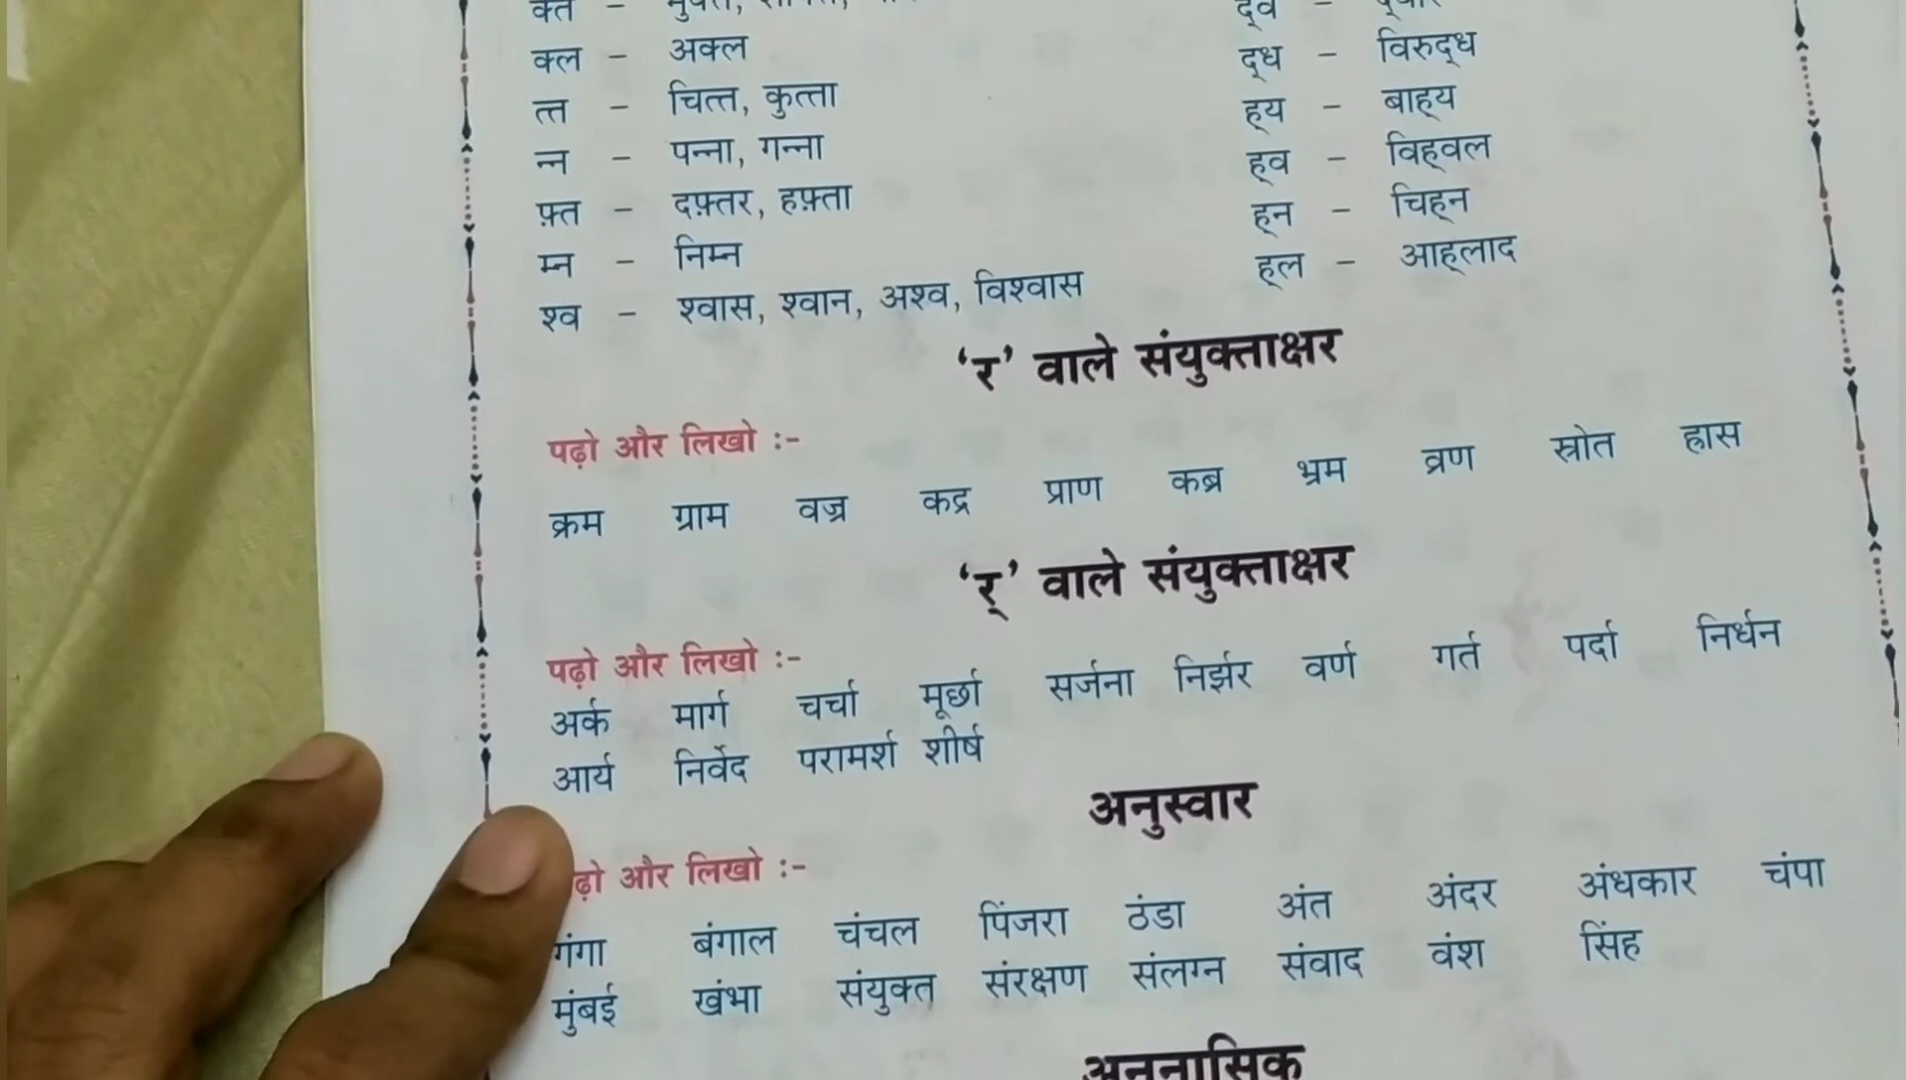 क्त –
द्व –
क्ल – अक्ल
द्ध – विरुद्ध
त्त – चित्त, कुत्ता
ह्य – बाह्य
न्न – पन्ना, गन्ना
ह्व – विह्वल
फ़्त – दफ़्तर, हफ़्ता
ह्न – चिह्न
म्न – निम्न
ह्ल – आह्लाद
श्व – श्वास, श्वान, अश्व, विश्वास
‘र’ वाले संयुक्ताक्षर
पढ़ो और लिखो :-
क्रम ग्राम वज्र कद्र प्राण कब्र भ्रम व्रण स्रोत ह्रास
‘र्’ वाले संयुक्ताक्षर
पढ़ो और लिखो :-
अर्क मार्ग चर्चा मूर्छा सर्जना निर्झर वर्ण गर्त पर्दा निर्धन
आर्य निर्वेद परामर्श शीर्ष
अनुस्वार
ढ़ो और लिखो :-
गंगा बंगाल चंचल पिंजरा ठंडा अंत अंदर अंधकार चंपा
मुंबई खंभा संयुक्त संरक्षण संलग्न संवाद वंश सिंह
अनुनासिक